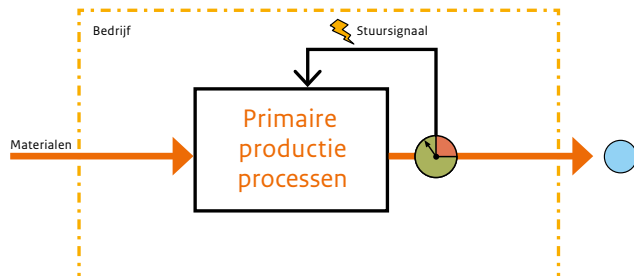 Bedrijf
Stuursignaal
Materialen
Primaire
productie
processen